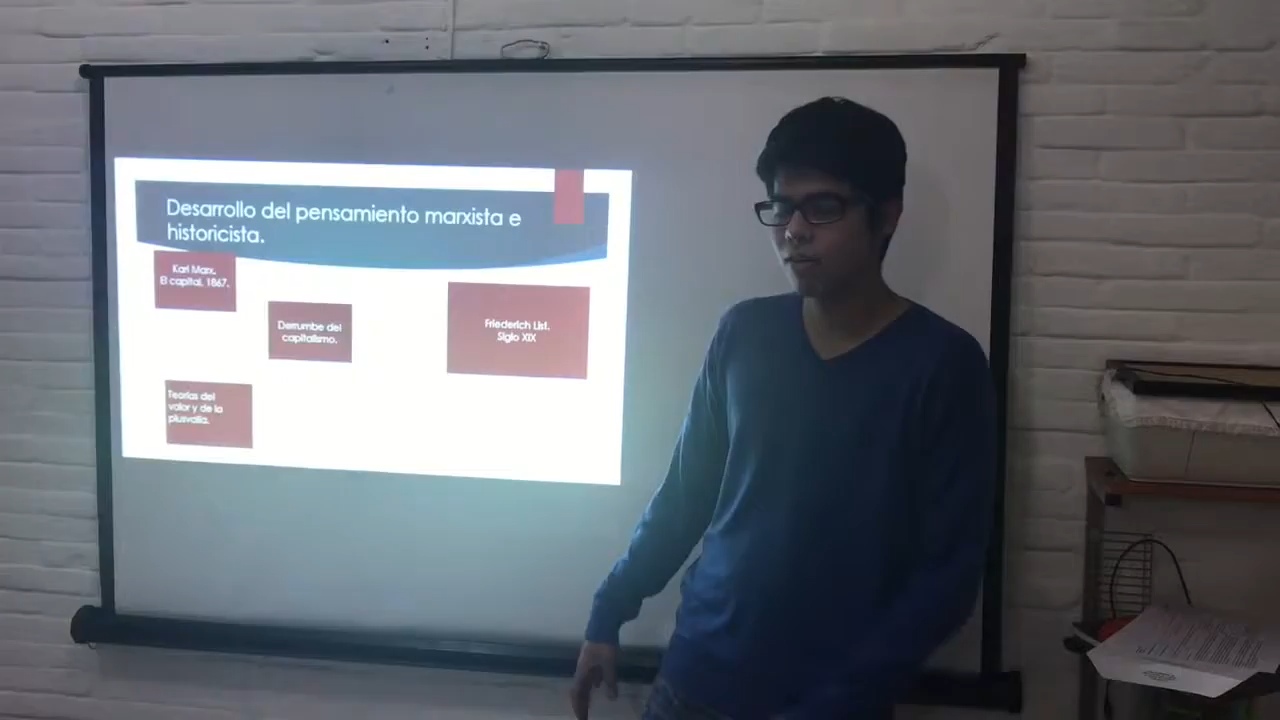 Desarrollo del pensamiento marxista e
historicista.
Karl Marx.
El capital. 1867.
Derrumbe del
capitalismo.
Friederich List.
Siglo XIX
Teorías del
valor y de la
plusvalía.